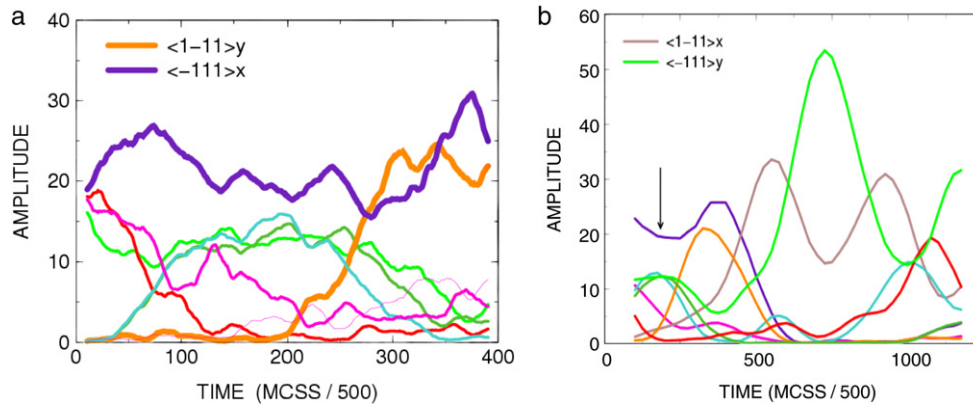 a
40
30
20
10
0
AMPLITUDE
<1-11>y
<-111>x
0 100 200 300 400
TIME (MCSS / 500)
b
60
50
40
30
20
10
0
AMPLITUDE
<1-11>x
<-111>y
500 1000
TIME (MCSS / 500)